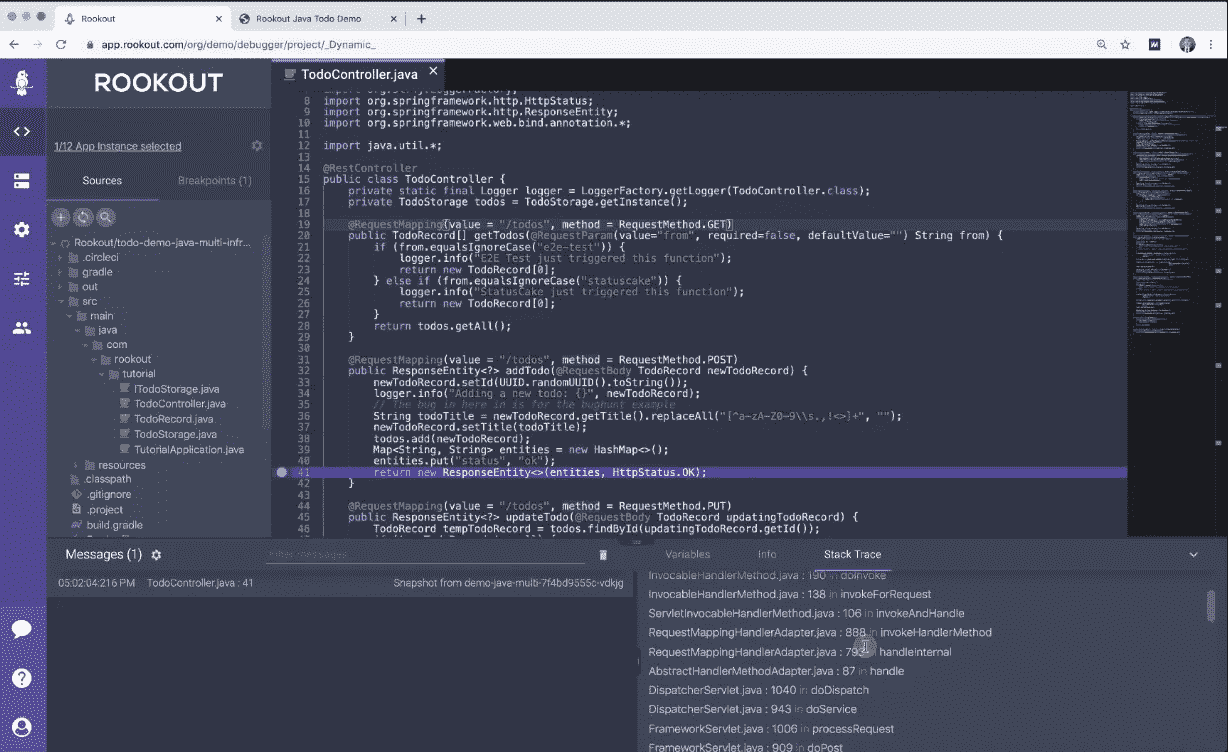 Rookout
Rookout Java Todo Demo
app.rookout.com/org/demo/debugger/project/_Dynamic_
ROOKOUT
1/12 App Instance selected
Sources
Breakpoints (1)
Rookout/todo-demo-java-multi-infr...
.circleci
gradle
out
src
main
java
com
rookout
tutorial
ITodoStorage.java
TodoController.java
TodoRecord.java
TodoStorage.java
TutorialApplication.java
resources
.classpath
.gitignore
.project
build.gradle
TodoController.java
8 import org.springframework.http.HttpStatus;
9 import org.springframework.http.ResponseEntity;
10 import org.springframework.web.bind.annotation.*;
11
12 import java.util.*;
13
14 @RestController
15 public class TodoController {
16 private static final Logger logger = LoggerFactory.getLogger(TodoController.class);
17 private TodoStorage todos = TodoStorage.getInstance();
18
19 @RequestMapping(value = "/todos", method = RequestMethod.GET)
20 public TodoRecord[] getTodos(@RequestParam(value="from", required=false, defaultValue="") String from) {
21 if (from.equalsIgnoreCase("e2e-test")) {
22 logger.info("E2E Test just triggered this function");
23 return new TodoRecord[0];
24 } else if (from.equalsIgnoreCase("statuscake")) {
25 logger.info("StatusCake just triggered this function");
26 return new TodoRecord[0];
27 }
28 return todos.getAll();
29 }
30
31 @RequestMapping(value = "/todos", method = RequestMethod.POST)
32 public ResponseEntity<?> addTodo(@RequestBody TodoRecord newTodoRecord) {
33 newTodoRecord.setId(UUID.randomUUID().toString());
34 logger.info("Adding a new todo: {}", newTodoRecord);
35 // The bug in here in is for the bughunt example
36 String todoTitle = newTodoRecord.getTitle().replaceAll("[^a-zA-Z0-9\\s.,!<>]+", "");
37 newTodoRecord.setTitle(todoTitle);
38 todos.add(newTodoRecord);
39 Map<String, String> entities = new HashMap<>();
40 entities.put("status", "ok");
41 return new ResponseEntity<>(entities, HttpStatus.OK);
42 }
43
44 @RequestMapping(value = "/todos", method = RequestMethod.PUT)
45 public ResponseEntity<?> updateTodo(@RequestBody TodoRecord updatingTodoRecord) {
46 TodoRecord tempTodoRecord = todos.findById(updatingTodoRecord.getId());
Messages (1)
Filter messages
05:02:04:216 PM TodoController.java : 41 Snapshot from demo-java-multi-7f4bd9555c-vdkjg
Variables
Info
Stack Trace
InvocableHandlerMethod.java : 190 in doInvoke
InvocableHandlerMethod.java : 138 in invokeForRequest
ServletInvocableHandlerMethod.java : 106 in invokeAndHandle
RequestMappingHandlerAdapter.java : 888 in invokeHandlerMethod
RequestMappingHandlerAdapter.java : handleInternal
AbstractHandlerMethodAdapter.java : 87 in handle
DispatcherServlet.java : 1040 in doDispatch
DispatcherServlet.java : 943 in doService
FrameworkServlet.java : 1006 in processRequest
FrameworkServlet.java : 909 in doPost